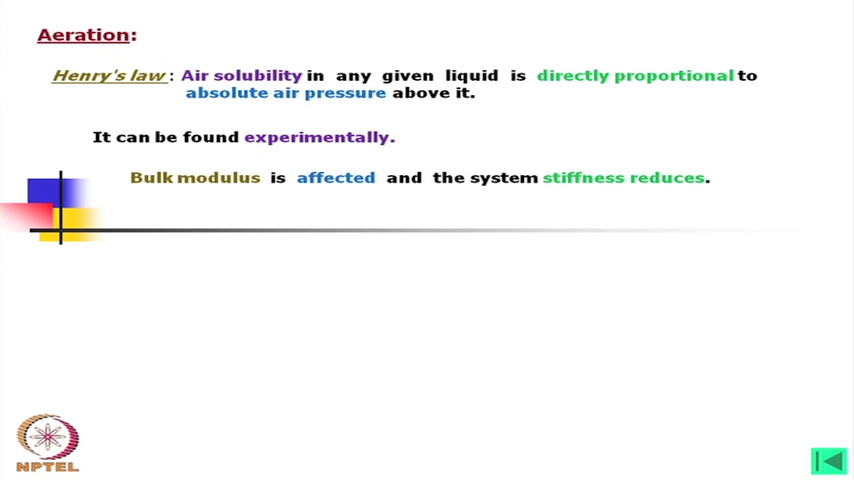 Aeration:
Henry's law : Air solubility in any given liquid is directly proportional to
absolute air pressure above it.
It can be found experimentally.
Bulk modulus is affected and the system stiffness reduces.
NPTEL